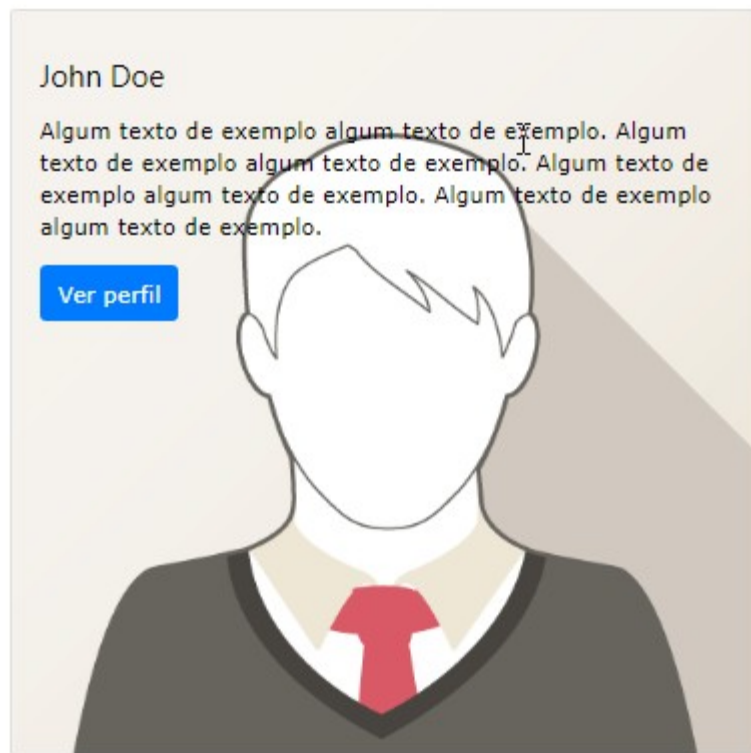 John Doe
Algum texto de exemplo algum texto de exemplo. Algum
texto de exemplo algum texto de exemplo. Algum texto de
exemplo algum texto de exemplo. Algum texto de exemplo
algum texto de exemplo.
Ver perfil